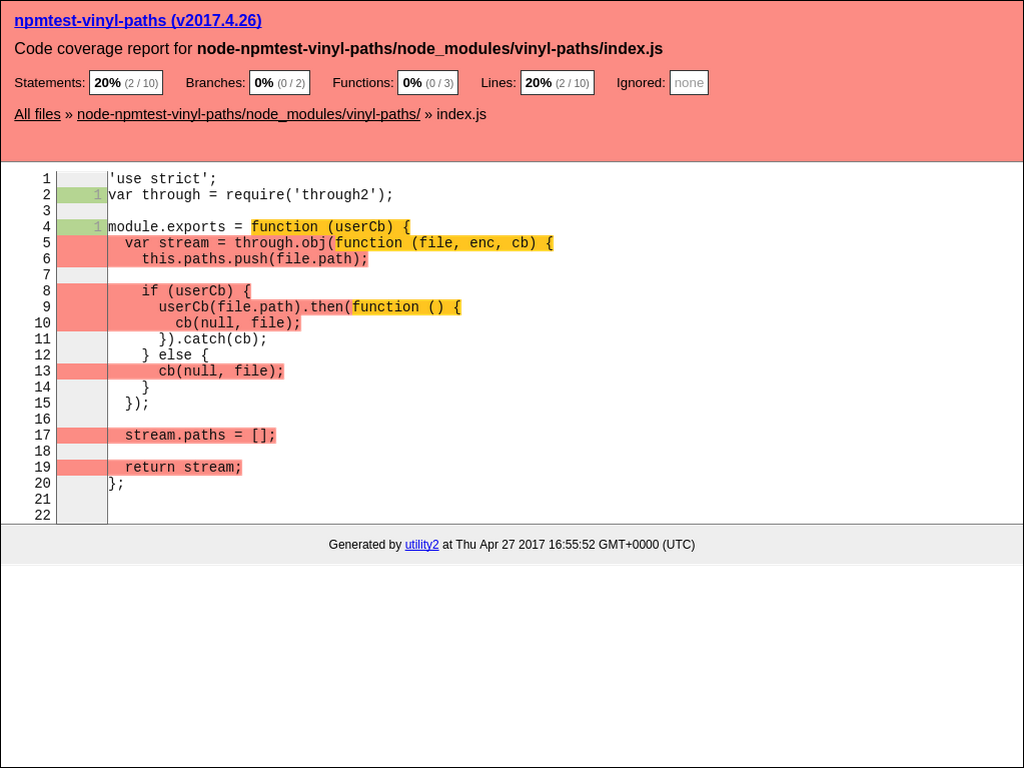 npmtest-vinyl-paths (v2017.4.26)
Code coverage report for node-npmtest-vinyl-paths/node_modules/vinyl-paths/index.js
Statements: 20% (2 / 10) Branches: 0% (0 / 2) Functions: 0% (0 / 3) Lines: 20% (2 / 10) Ignored: none
All files » node-npmtest-vinyl-paths/node_modules/vinyl-paths/ » index.js
1 'use strict';
2 1 var through = require('through2');
3
4 1 module.exports = function (userCb) {
5   var stream = through.obj(function (file, enc, cb) {
6     this.paths.push(file.path);
7
8     if (userCb) {
9       userCb(file.path).then(function () {
10         cb(null, file);
11       }).catch(cb);
12     } else {
13       cb(null, file);
14     }
15   });
16
17   stream.paths = [];
18
19   return stream;
20 };
21
22
Generated by utility2 at Thu Apr 27 2017 16:55:52 GMT+0000 (UTC)